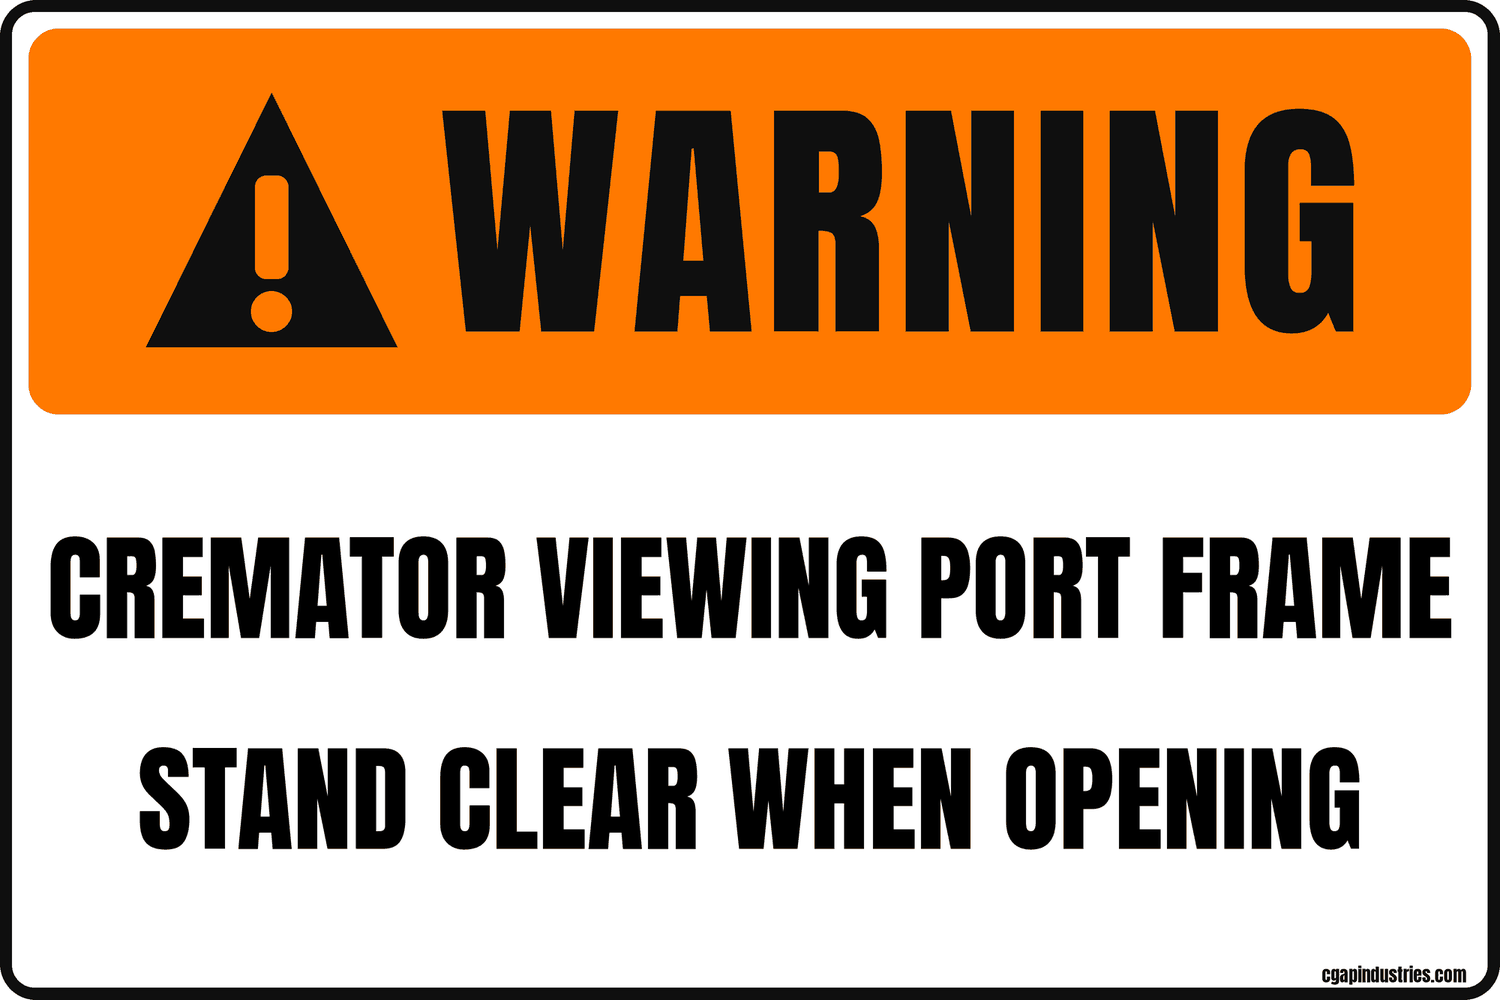 WARNING
CREMATOR VIEWING PORT FRAME
STAND CLEAR WHEN OPENING
cgapindustries.com